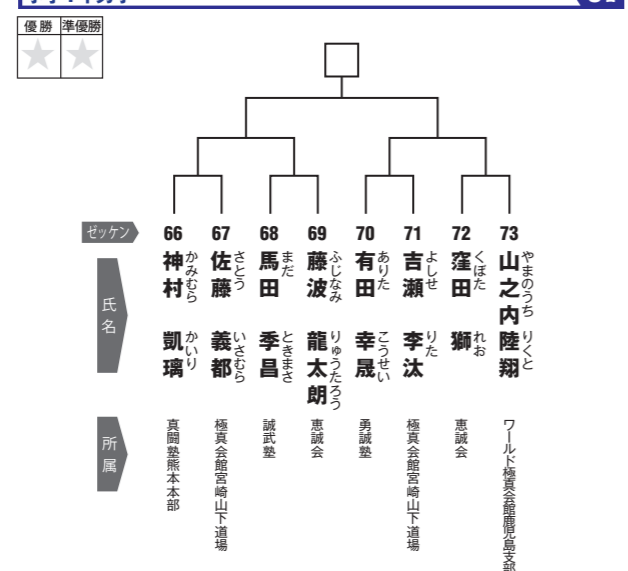 優勝 準優勝
ゼッケン 66 67 68 69 70 71 72 73
氏名
神村 凱璃 かみむら かいり
佐藤 義都 さとう いさむら
馬田 季昌 まだ ときまさ
藤波 龍太朗 ふじなみ りゅうたろう
有田 幸晟 ありた こうせい
吉瀬 李汰 よしせ りた
窪田 獅 くぼた れお
山之内 陸翔 やまのうち りくと
所属
真闘塾熊本本部
極真会館宮崎山下道場
誠武塾
恵誠会
勇誠塾
極真会館宮崎山下道場
恵誠会
ワールド極真会館鹿児島支部